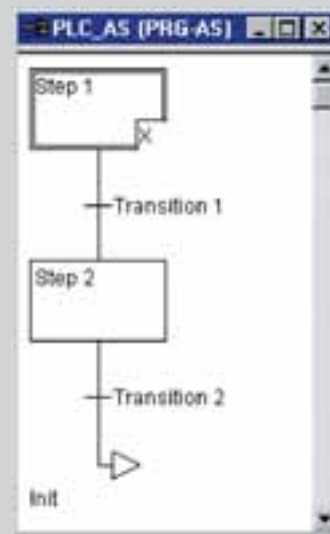 PLC_AS (PRG-AS)
Step 1
X
Transition 1
Step 2
Transition 2
Init